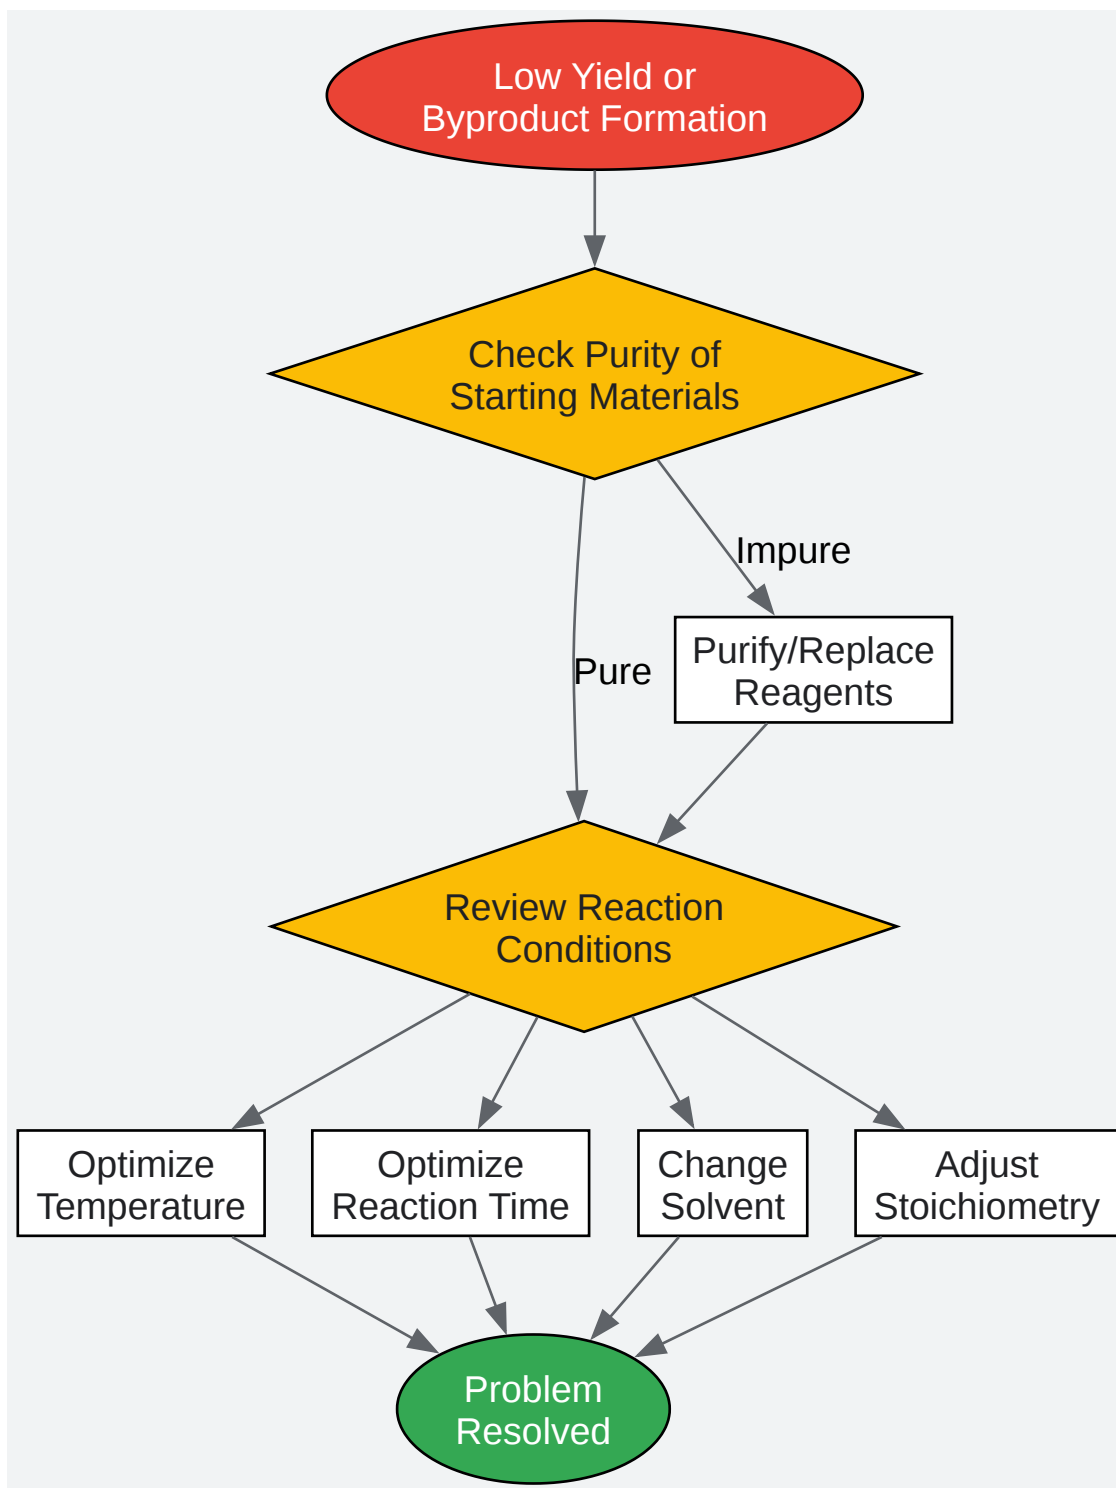 Low Yield or
Byproduct Formation
Check Purity of
Starting Materials
Impure
Purify/Replace
Reagents
Pure
Review Reaction
Conditions
Optimize
Temperature
Optimize
Reaction Time
Change
Solvent
Adjust
Stoichiometry
Problem
Resolved